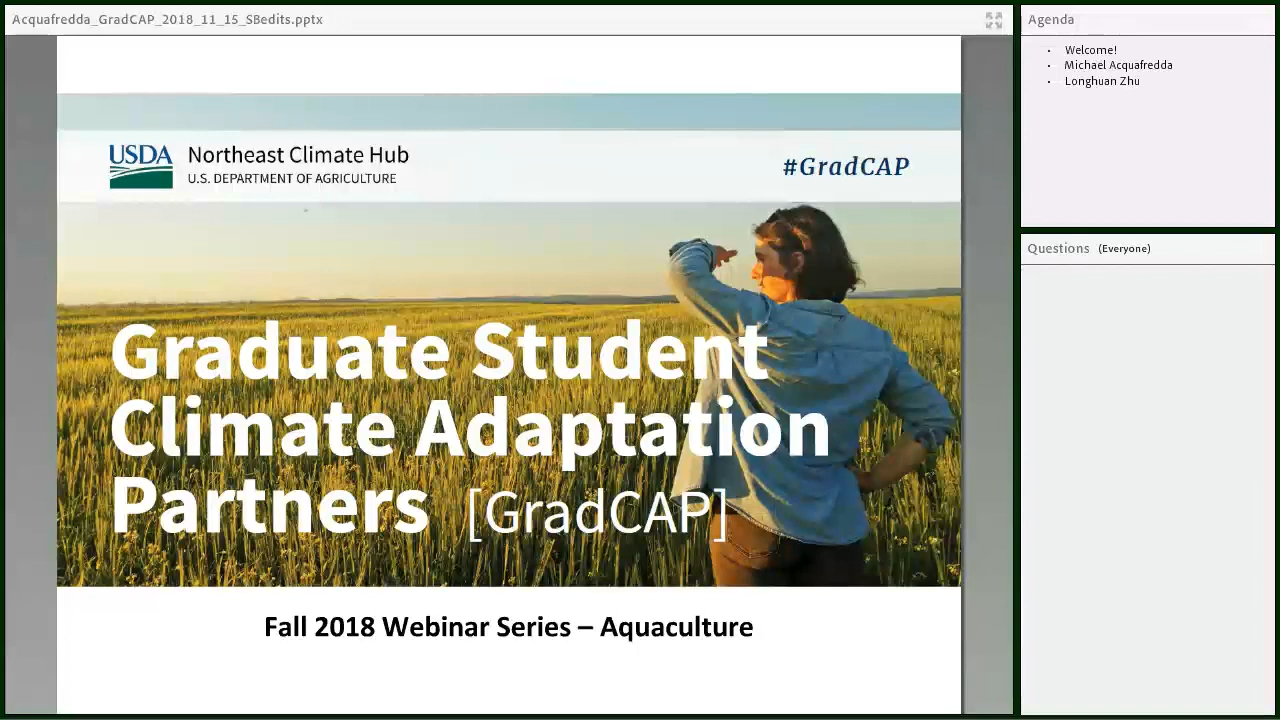 Acquafredda_GradCAP_2018_11_15_SBedits.pptx
USDA
Northeast Climate Hub
U.S. DEPARTMENT OF AGRICULTURE
#GradCAP
Graduate Student
Climate Adaptation
Partners [GradCAP]
Fall 2018 Webinar Series – Aquaculture
Agenda
• Welcome!
• Michael Acquafredda
• Longhuan Zhu
Questions (Everyone)